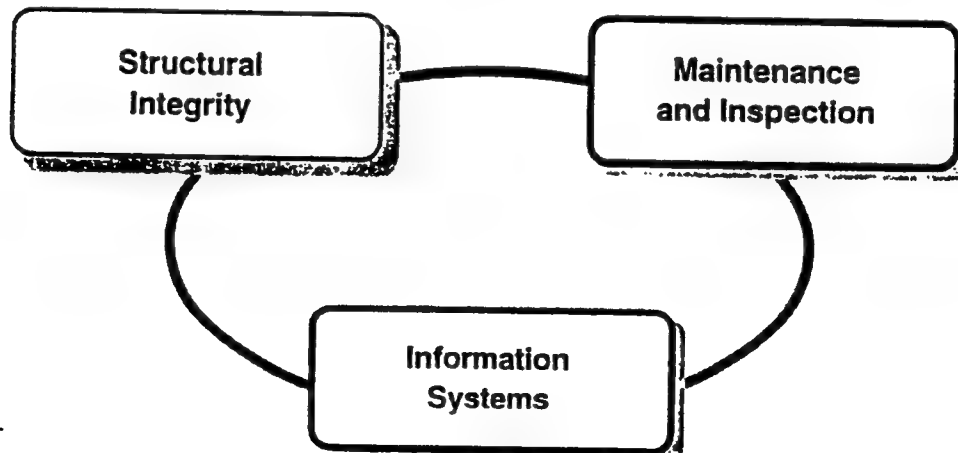 Structural
Integrity
Maintenance
and Inspection
Information
Systems